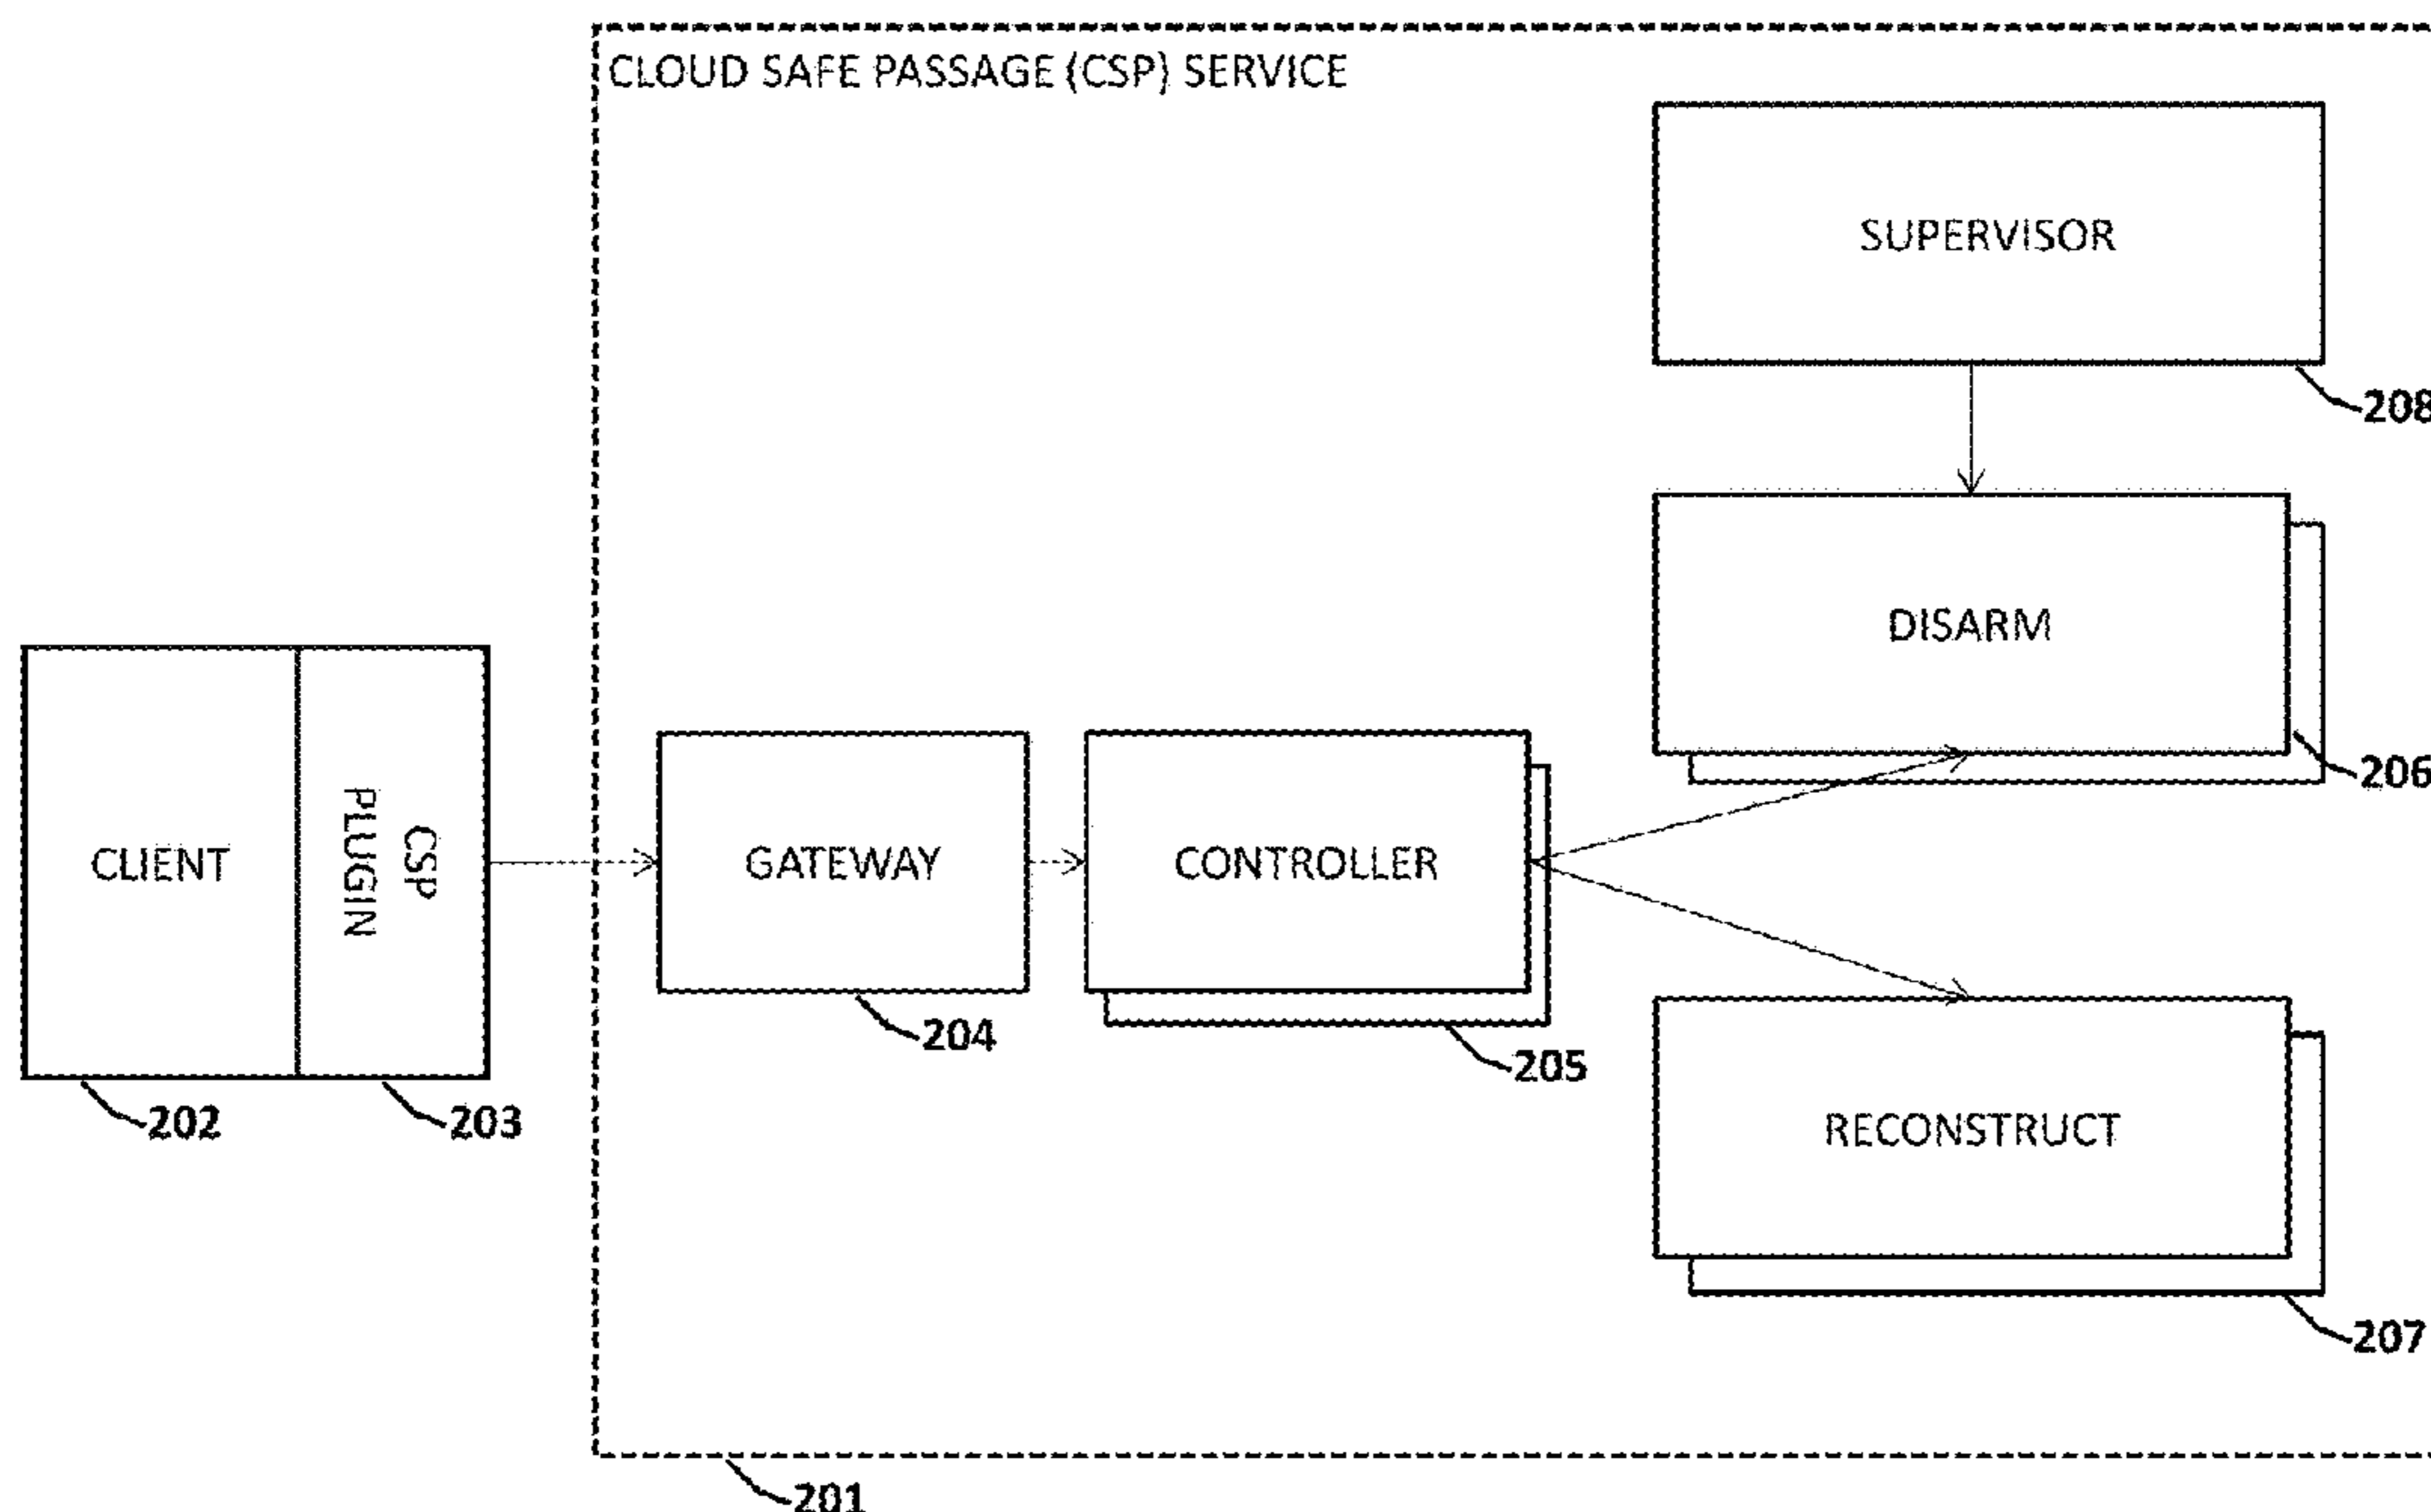 CLOUD SAFE PASSAGE (CSP) SERVICE
SUPERVISOR
208
DISARM
206
CLIENT
CSP
PLUGIN
GATEWAY
CONTROLLER
204
205
202
203
RECONSTRUCT
207
201